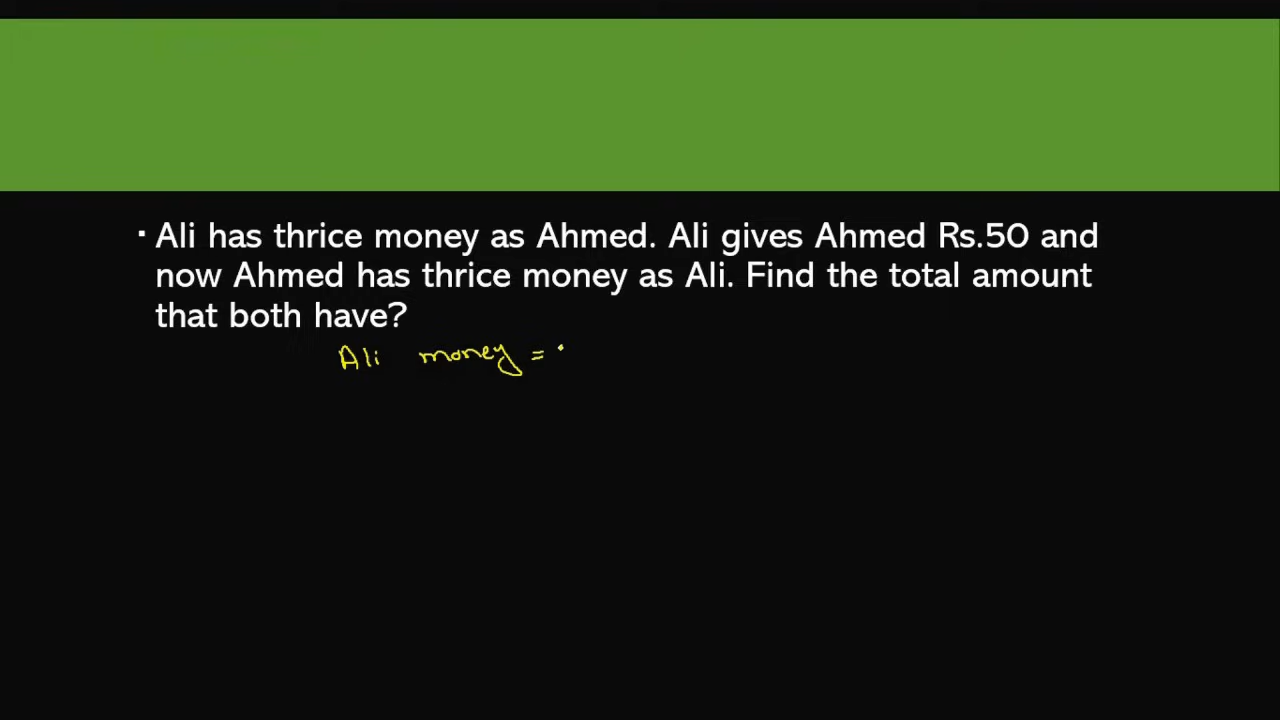 · Ali has thrice money as Ahmed. Ali gives Ahmed Rs.50 and
now Ahmed has thrice money as Ali. Find the total amount
that both have?
Ali money =